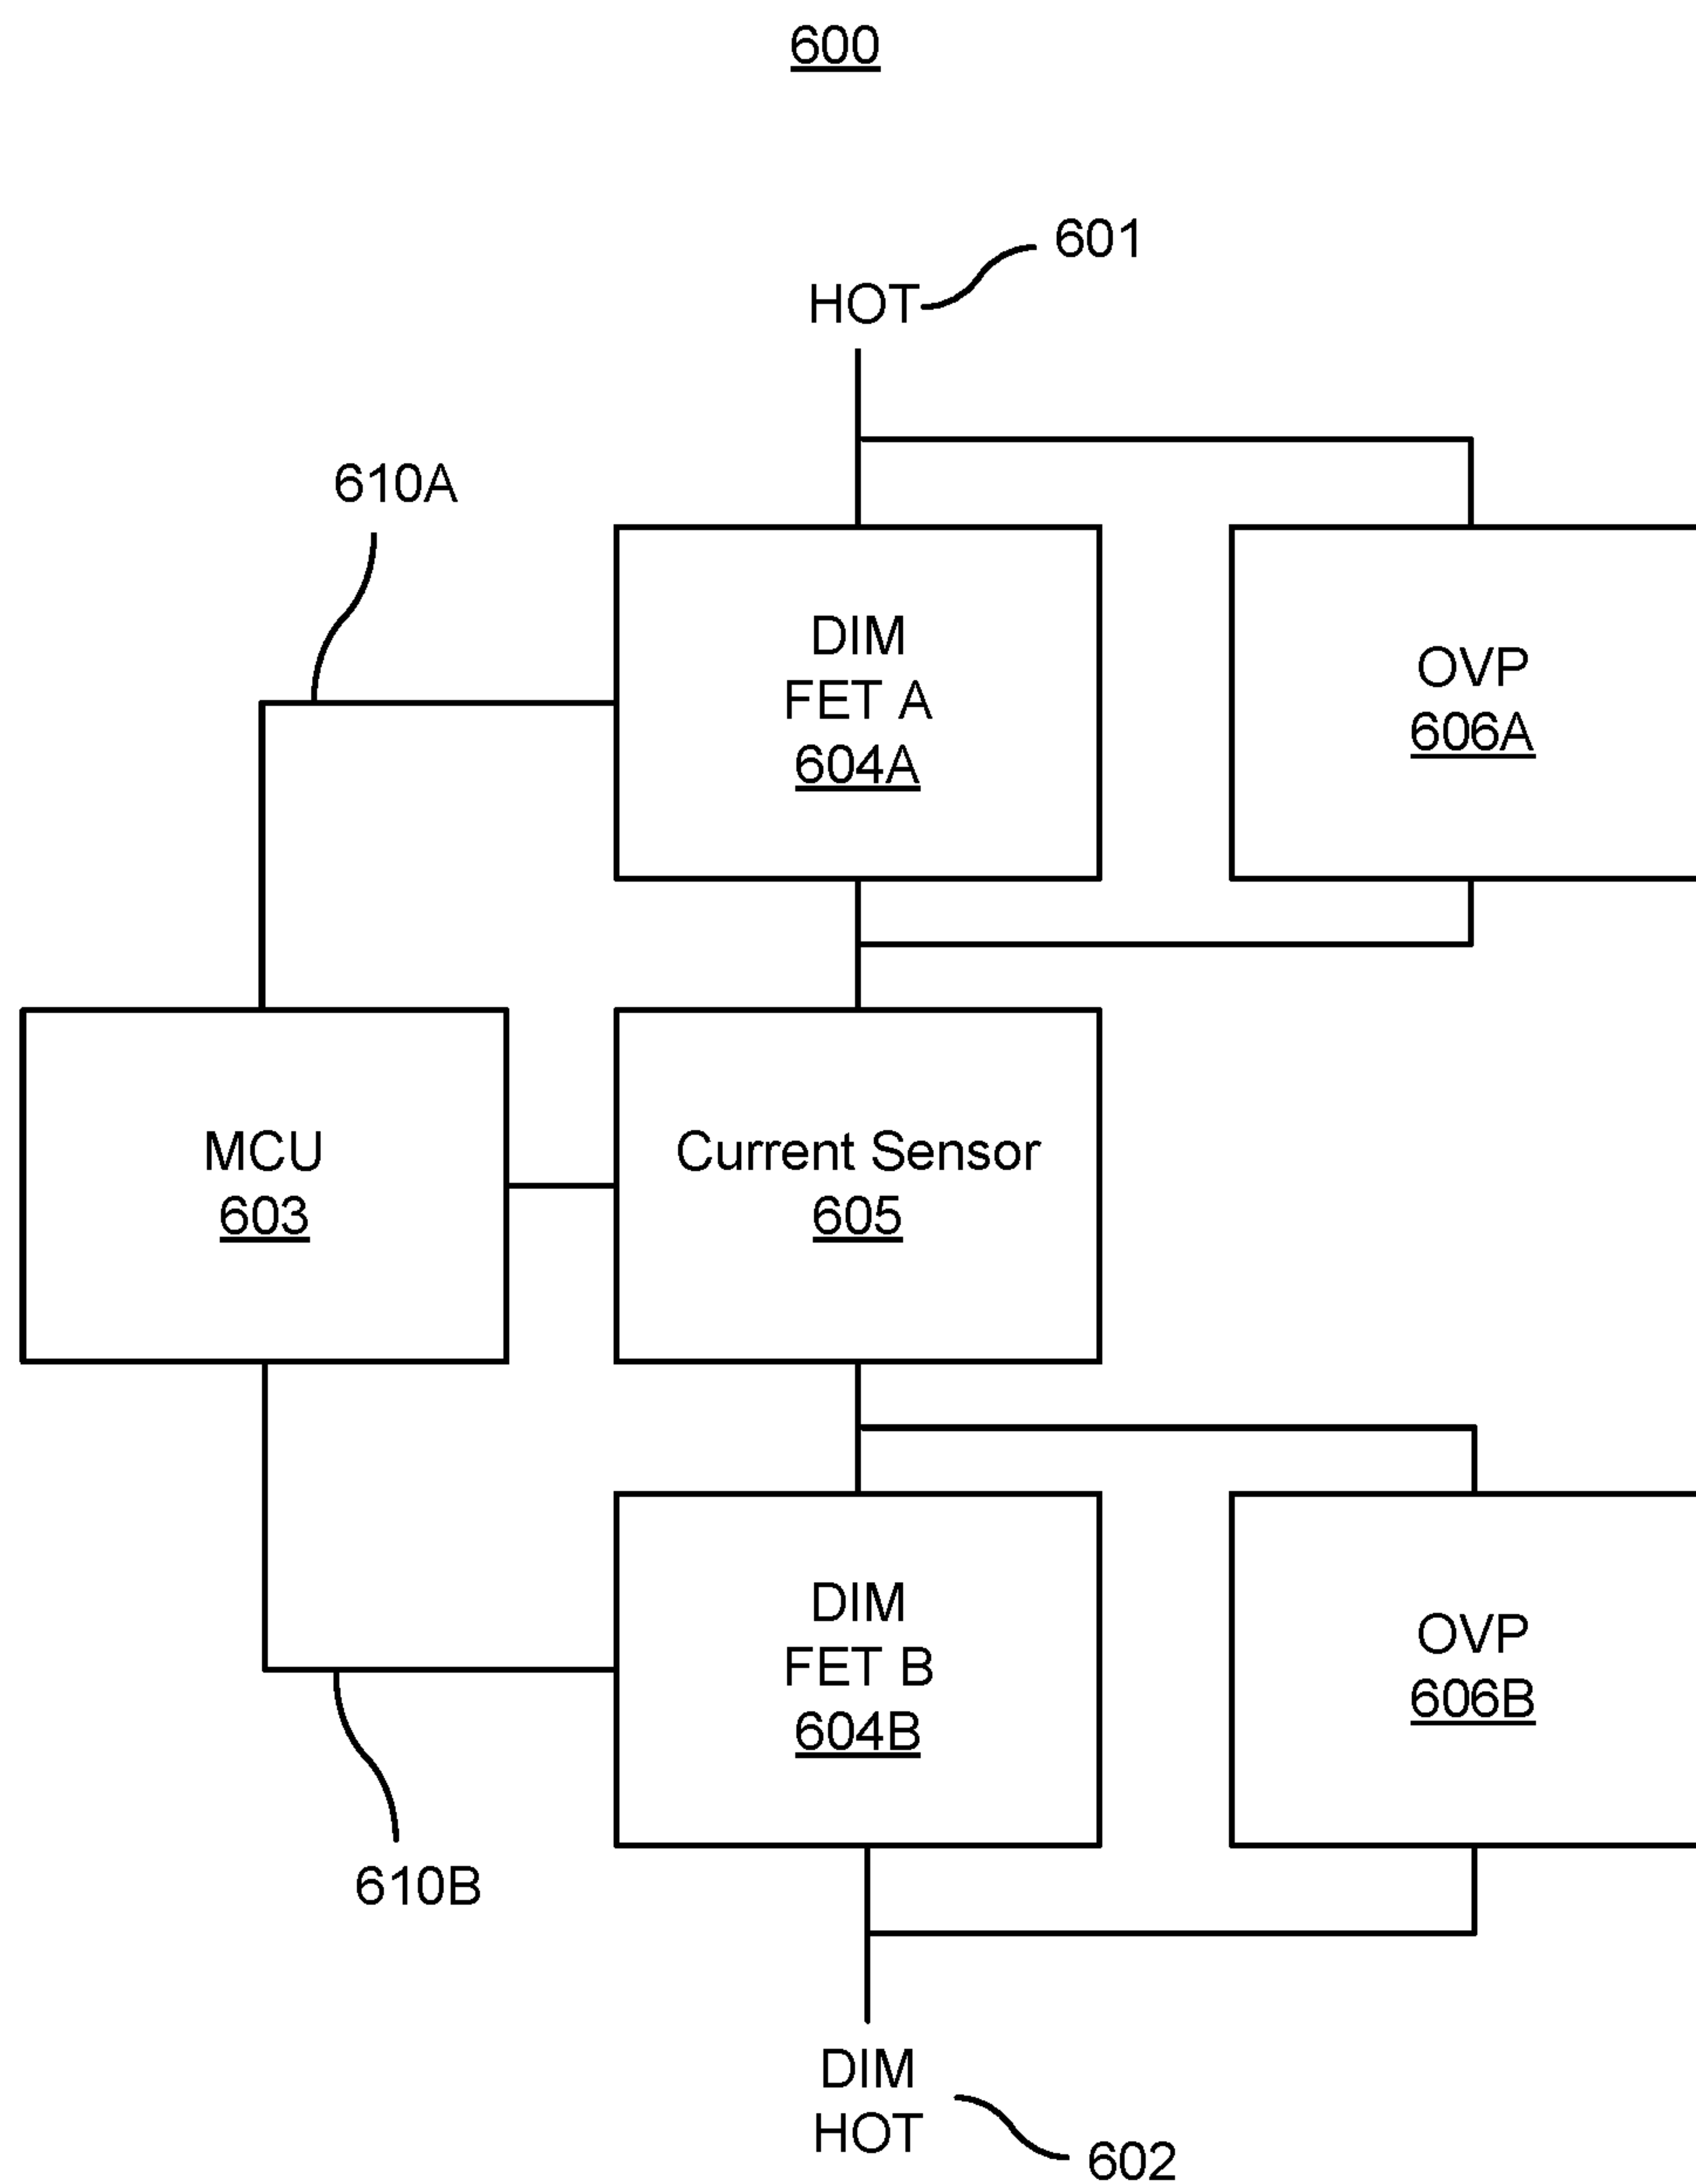 600
601
HOT
610A
DIM
FET A
604A
OVP
606A
MCU
603
Current Sensor
605
DIM
FET B
604B
OVP
606B
610B
DIM
HOT
602